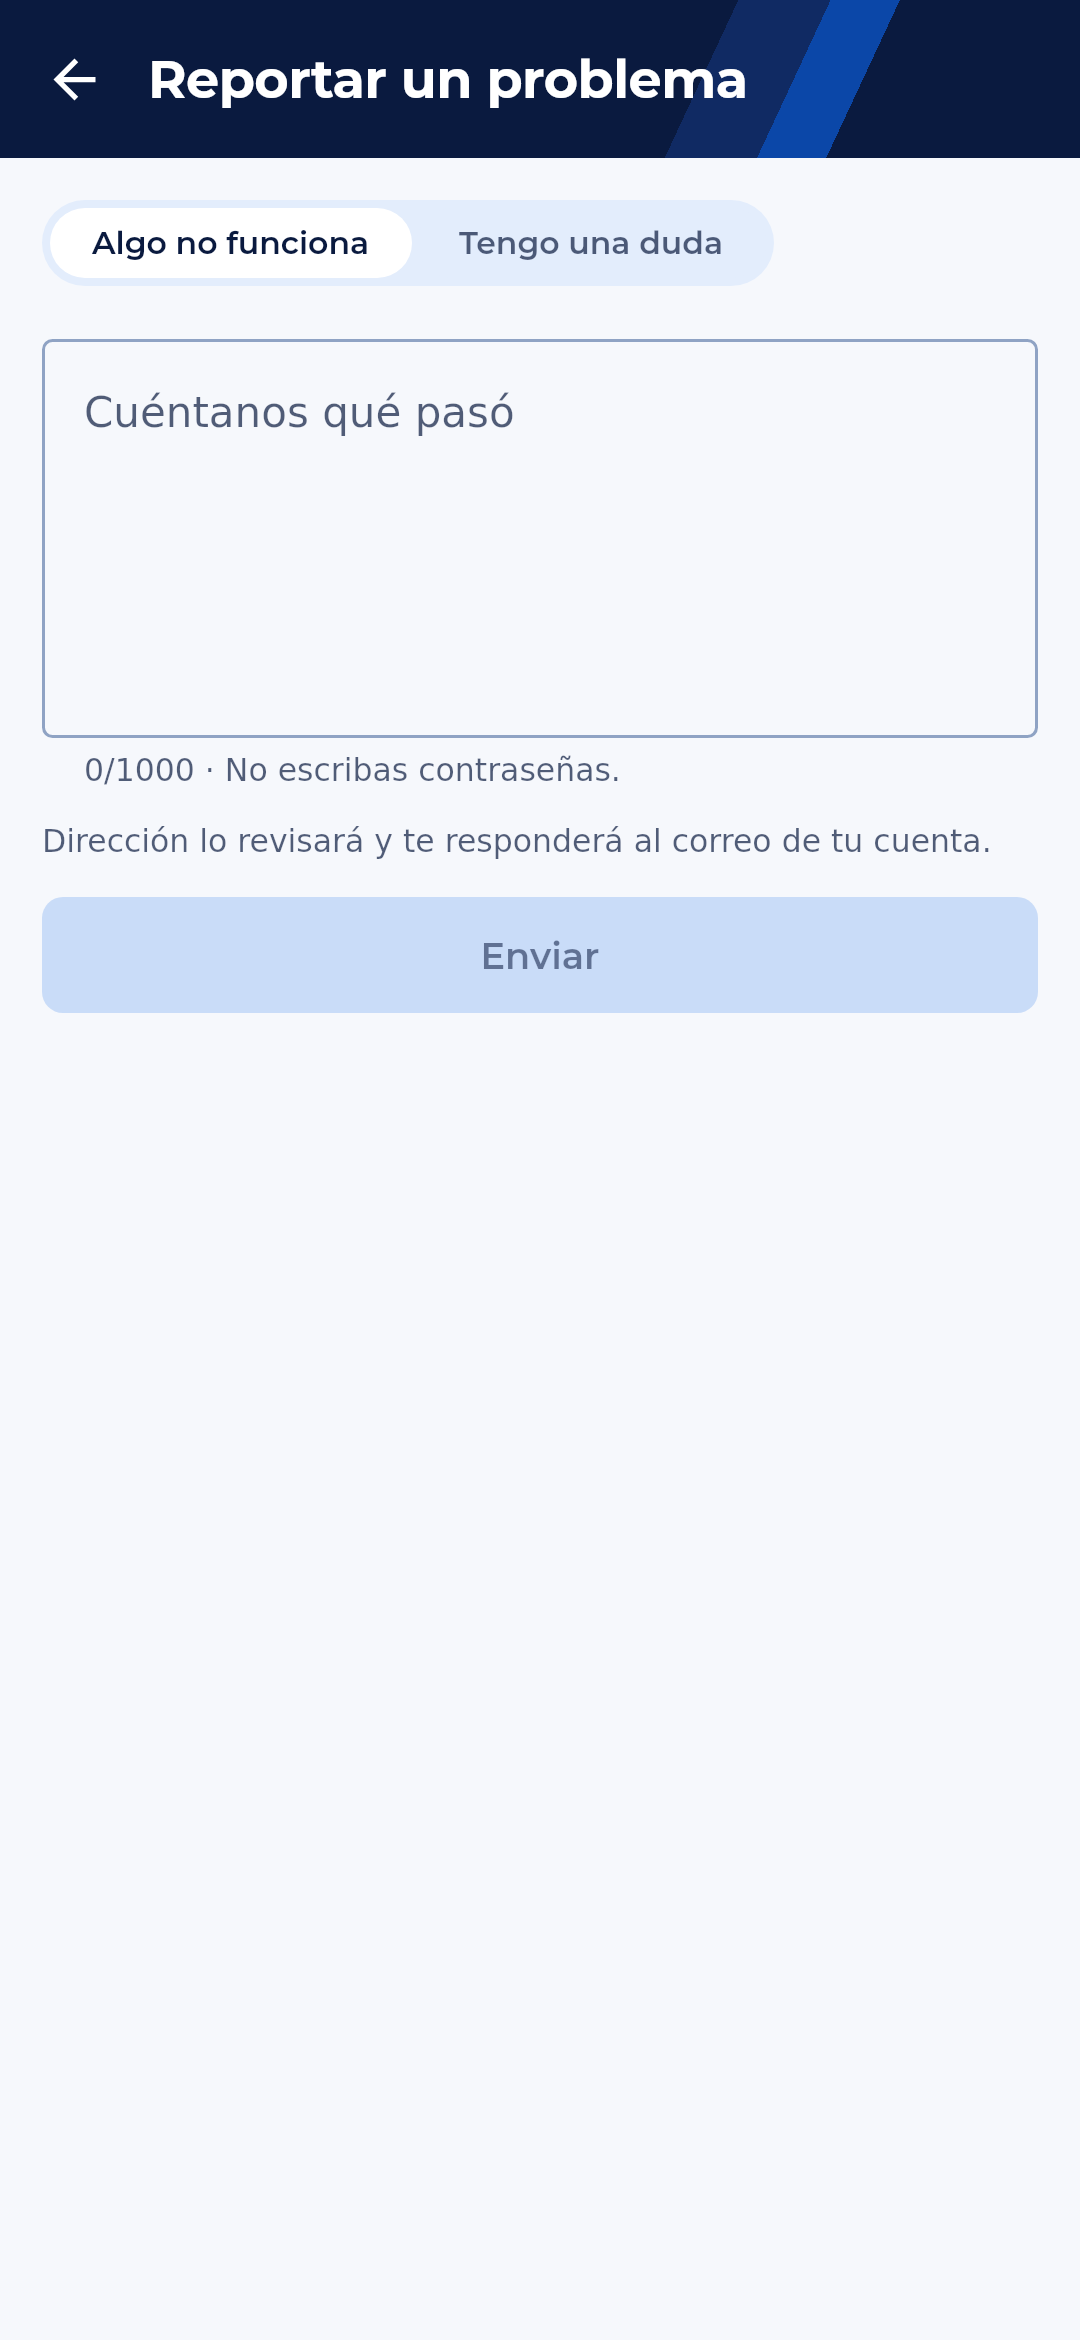 Reportar un problema
Algo no funciona
Tengo una duda
Cuéntanos qué pasó
0/1000 · No escribas contraseñas.
Dirección lo revisará y te responderá al correo de tu cuenta.
Enviar